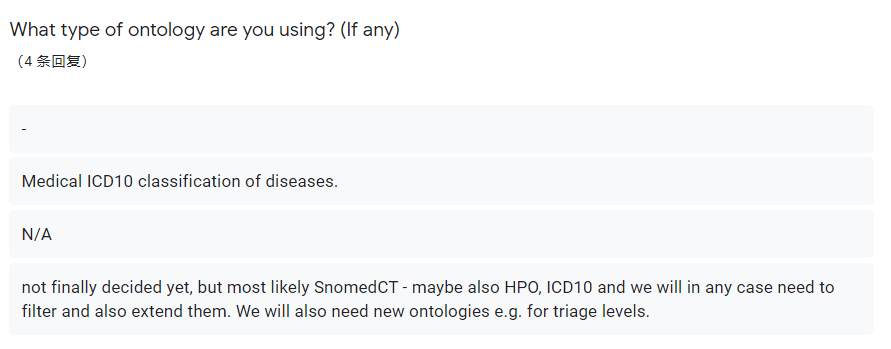 What type of ontology are you using? (If any)
（4 条回复）
-
Medical ICD10 classification of diseases.
N/A
not finally decided yet, but most likely SnomedCT - maybe also HPO, ICD10 and we will in any case need to
filter and also extend them. We will also need new ontologies e.g. for triage levels.